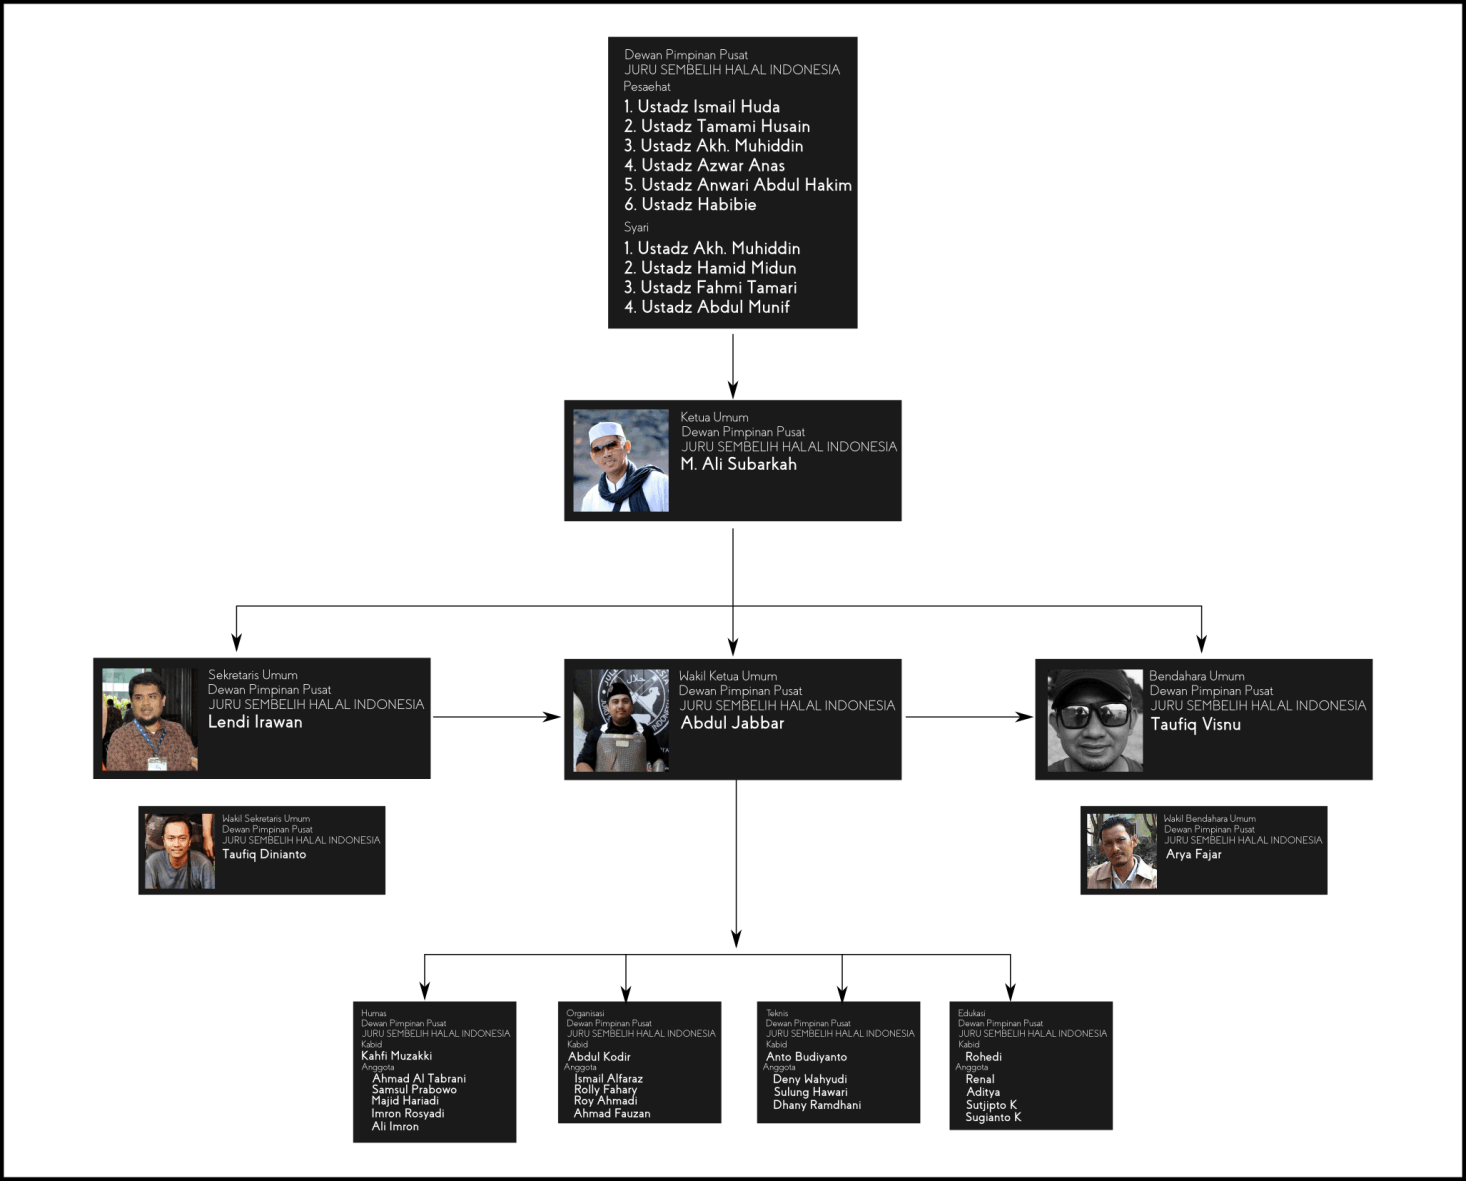 Dewan Pimpinan Pusat
JURU SEMBELIH HALAL INDONESIA
Pesaehat
1. Ustadz Ismail Huda
2. Ustadz Tamami Husain
3. Ustadz Akh. Muhiddin
4. Ustadz Azwar Anas
5. Ustadz Anwari Abdul Hakim
6. Ustadz Habibie
Syari
1. Ustadz Akh. Muhiddin
2. Ustadz Hamid Midun
3. Ustadz Fahmi Tamari
4. Ustadz Abdul Munif
Ketua Umum
Dewan Pimpinan Pusat
JURU SEMBELIH HALAL INDONESIA
M. Ali Subarkah
Sekretaris Umum
Dewan Pimpinan Pusat
JURU SEMBELIH HALAL INDONESIA
Lendi Irawan
Wakil Ketua Umum
Dewan Pimpinan Pusat
JURU SEMBELIH HALAL INDONESIA
Abdul Jabbar
Bendahara Umum
Dewan Pimpinan Pusat
JURU SEMBELIH HALAL INDONESIA
Taufiq Visnu
Wakil Sekretaris Umum
Dewan Pimpinan Pusat
JURU SEMBELIH HALAL INDONESIA
Taufiq Dinianto
Wakil Bendahara Umum
Dewan Pimpinan Pusat
JURU SEMBELIH HALAL INDONESIA
Arya Fajar
Humas
Dewan Pimpinan Pusat
JURU SEMBELIH HALAL INDONESIA
Kabid
Kahfi Muzakki
Anggota
Ahmad Al Tabrani
Samsul Prabowo
Majid Hariadi
Imron Rosyadi
Ali Imron
Organisasi
Dewan Pimpinan Pusat
JURU SEMBELIH HALAL INDONESIA
Kabid
Abdul Kodir
Anggota
Ismail Alfaraz
Rolly Fahary
Roy Ahmadi
Ahmad Fauzan
Teknis
Dewan Pimpinan Pusat
JURU SEMBELIH HALAL INDONESIA
Kabid
Anto Budiyanto
Anggota
Deny Wahyudi
Sulung Hawari
Dhany Ramdhani
Edukasi
Dewan Pimpinan Pusat
JURU SEMBELIH HALAL INDONESIA
Kabid
Rohedi
Anggota
Renal
Aditya
Sutjipto K
Sugianto K